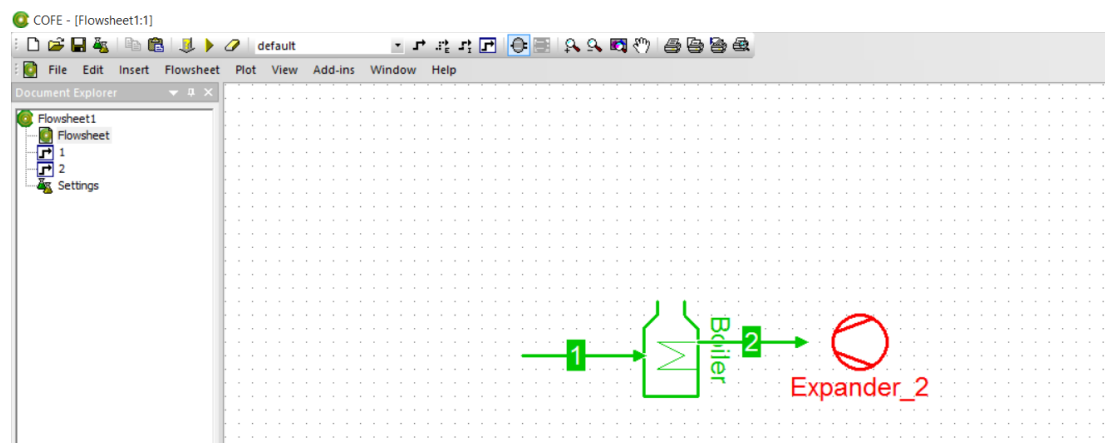 COFE - [Flowsheet1:1]
default
File Edit Insert Flowsheet Plot View Add-ins Window Help
Document Explorer
Flowsheet1
Flowsheet
1
2
Settings
1
Boiler
2
Expander_2